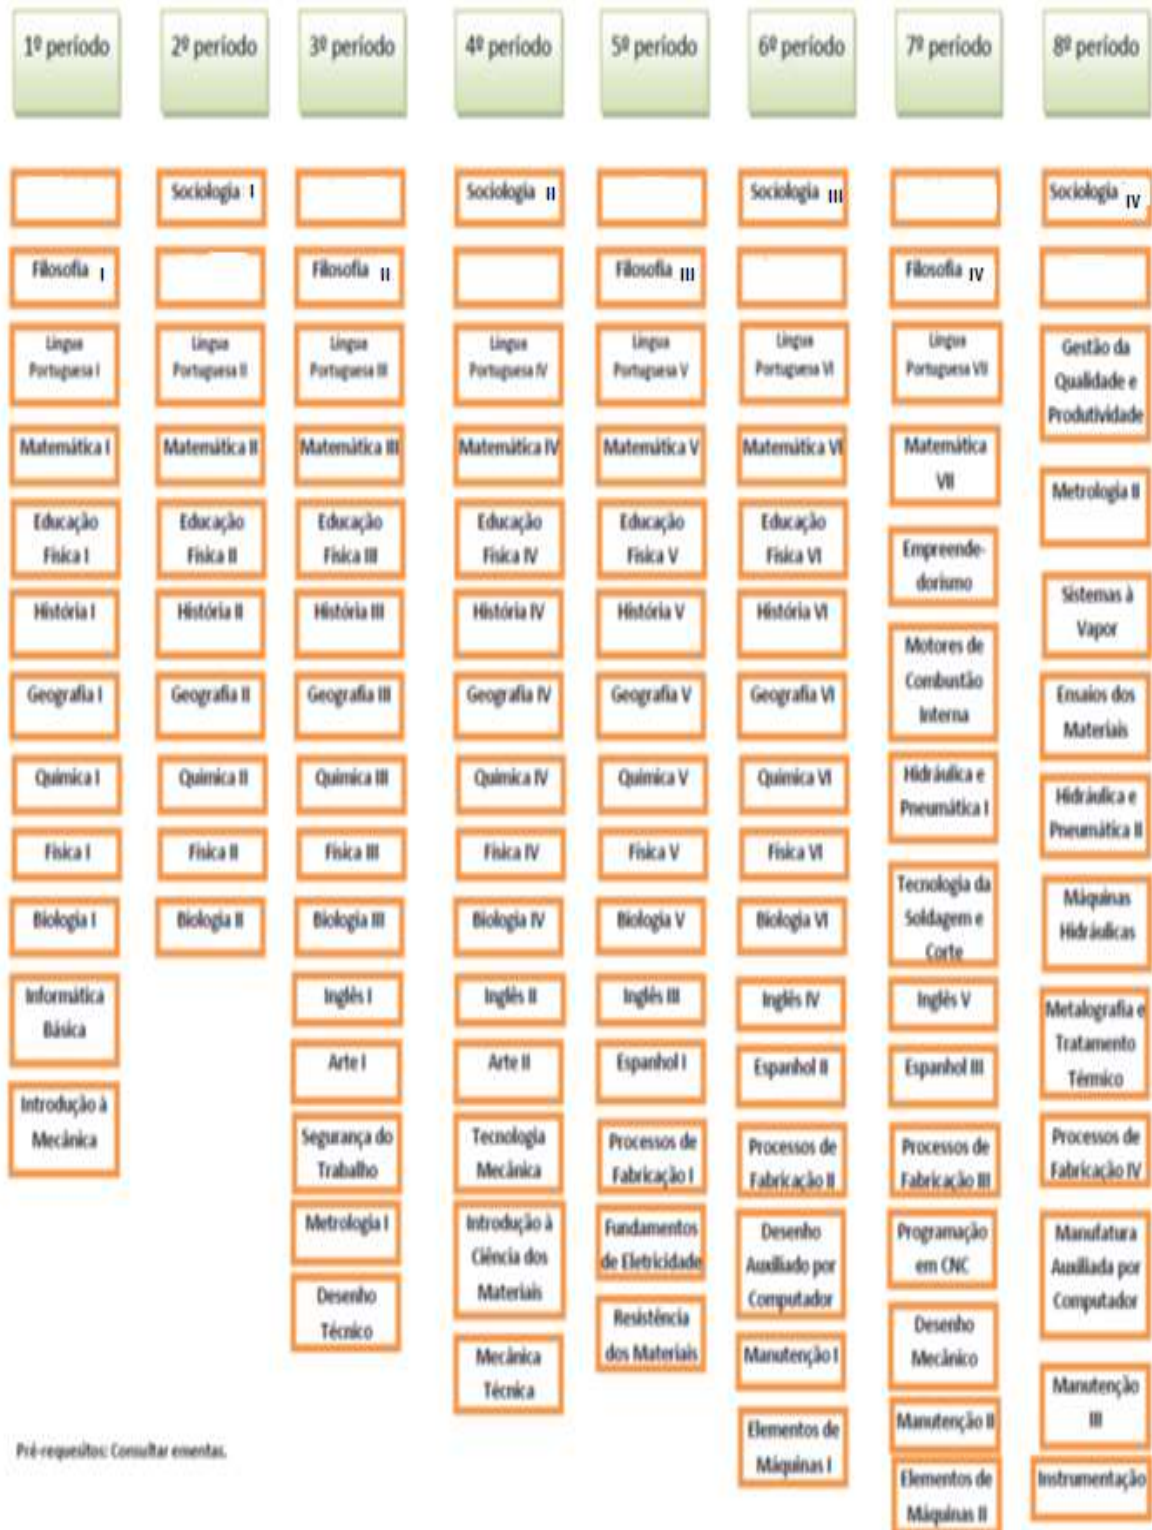 1º período
2º período
3º período
4º período
5º período
6º período
7º período
8º período
Filosofia I
Língua
Portuguesa I
Matemática I
Educação
Física I
História I
Geografia I
Química I
Física I
Biologia I
Informática
Básica
Introdução à
Mecânica
Sociologia I
Língua
Portuguesa II
Matemática II
Educação
Física II
História II
Geografia II
Química II
Física II
Biologia II
Filosofia II
Língua
Portuguesa III
Matemática III
Educação
Física III
História III
Geografia III
Química III
Física III
Biologia III
Inglês I
Arte I
Segurança do
Trabalho
Metrologia I
Desenho
Técnico
Sociologia II
Língua
Portuguesa IV
Matemática IV
Educação
Física IV
História IV
Geografia IV
Química IV
Física IV
Biologia IV
Inglês II
Arte II
Tecnologia
Mecânica
Introdução à
Ciência dos
Materiais
Mecânica
Técnica
Filosofia III
Língua
Portuguesa V
Matemática V
Educação
Física V
História V
Geografia V
Química V
Física V
Biologia V
Inglês III
Espanhol I
Processos de
Fabricação I
Fundamentos
de Eletricidade
Resistência
dos Materiais
Sociologia III
Língua
Portuguesa VI
Matemática VI
Educação
Física VI
História VI
Geografia VI
Química VI
Física VI
Biologia VI
Inglês IV
Espanhol II
Processos de
Fabricação II
Desenho
Auxiliado por
Computador
Manutenção I
Elementos de
Máquinas I
Filosofia IV
Língua
Portuguesa VII
Matemática
VII
Empreende-
dorismo
Motores de
Combustão
Interna
Hidráulica e
Pneumática I
Tecnologia da
Soldagem e
Corte
Inglês V
Espanhol III
Processos de
Fabricação III
Programação
em CNC
Desenho
Mecânico
Manutenção II
Elementos de
Máquinas II
Sociologia IV
Gestão da
Qualidade e
Produtividade
Metrologia II
Sistemas à
Vapor
Ensaios dos
Materiais
Hidráulica e
Pneumática II
Máquinas
Hidráulicas
Metalografia e
Tratamento
Térmico
Processos de
Fabricação IV
Manufatura
Auxiliada por
Computador
Manutenção
III
Instrumentação
Pré-requesitos: Consultar ementas.